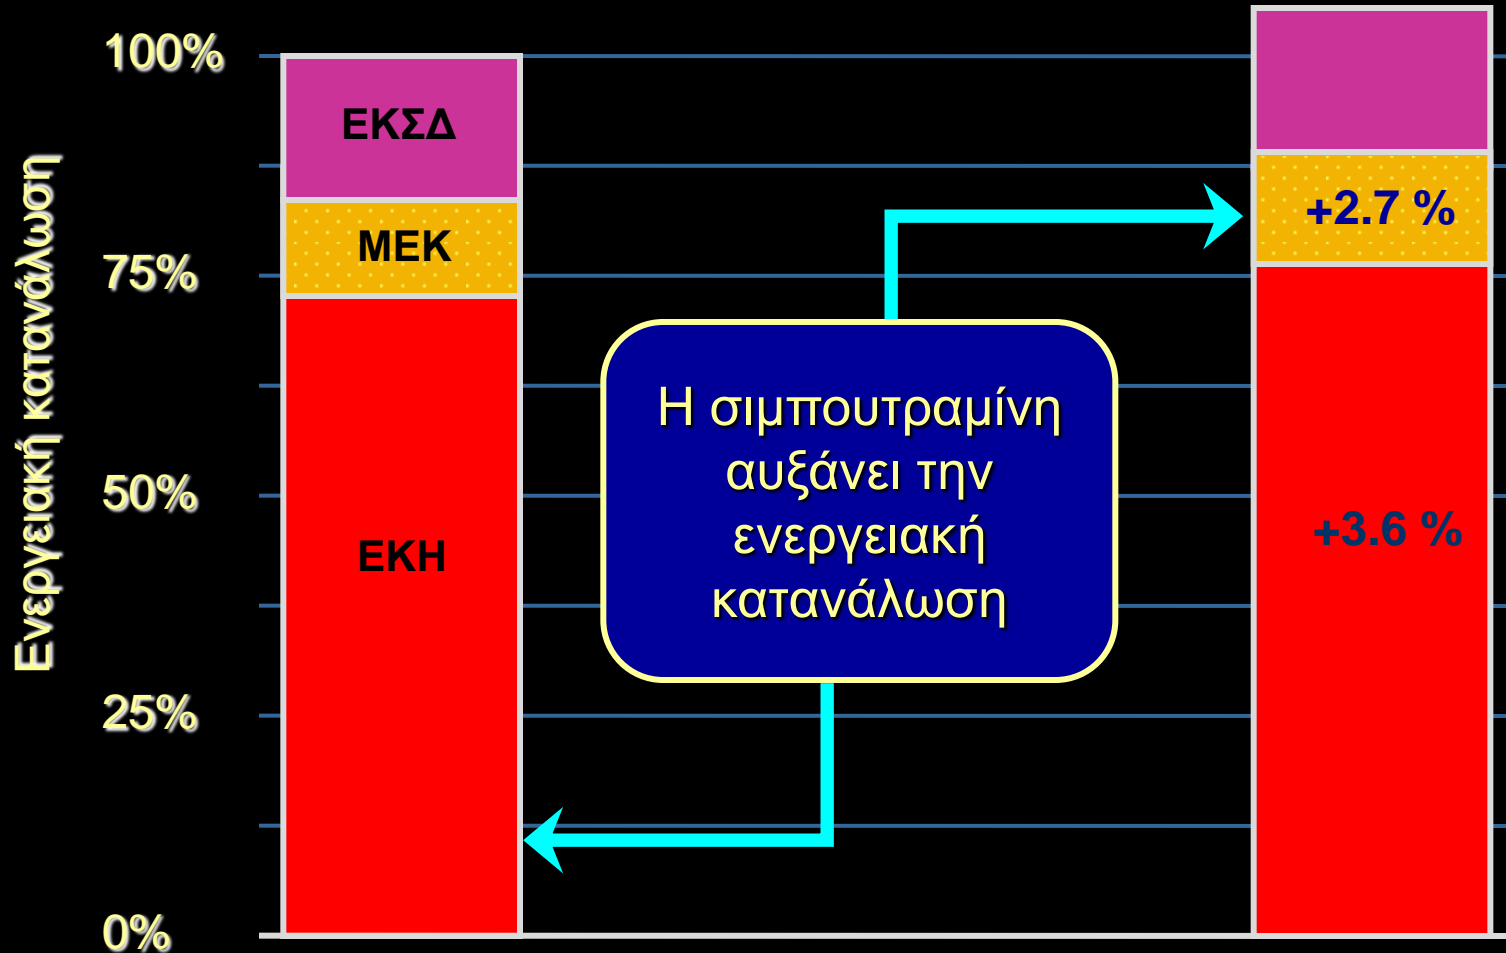 Ενεργειακή κατανάλωση
100%
75%
50%
25%
0%
ΕΚΣΔ
ΜΕΚ
ΕΚΗ
Η σιμπουτραμίνη
αυξάνει την
ενεργειακή
κατανάλωση
+2.7 %
+3.6 %